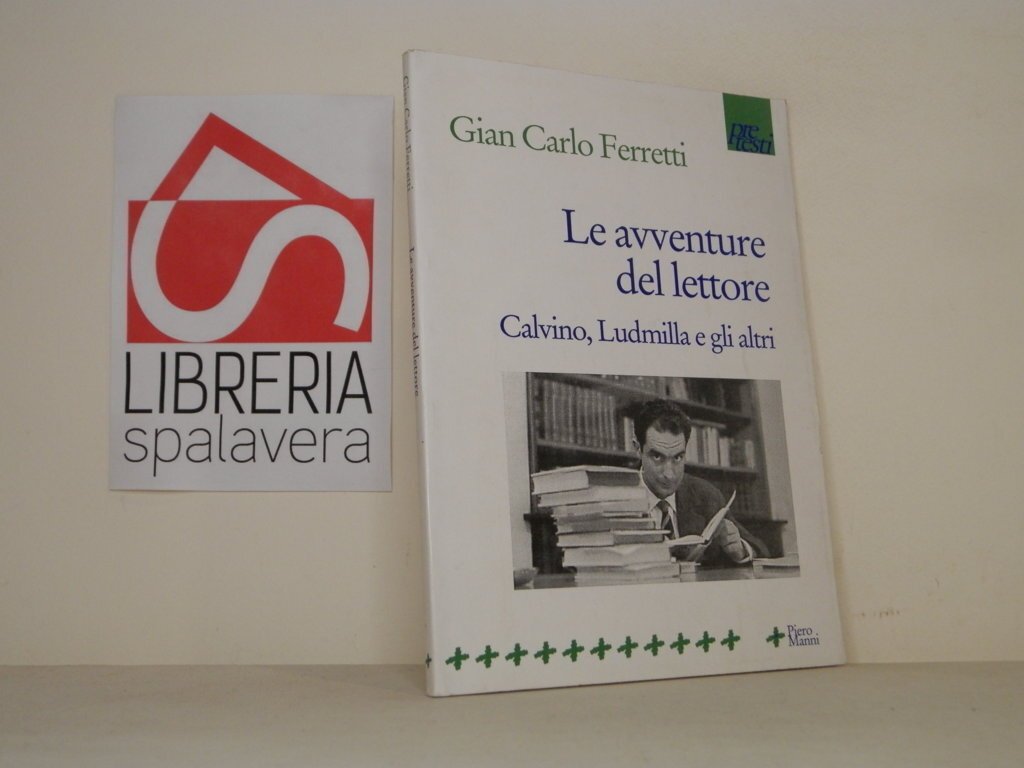 LIBRERIA
spalavera
Gian Carlo Ferretti
Le avventure del lettore
Gian Carlo Ferretti
pre
testi
Le avventure
del lettore
Calvino, Ludmilla e gli altri
Piero
Manni